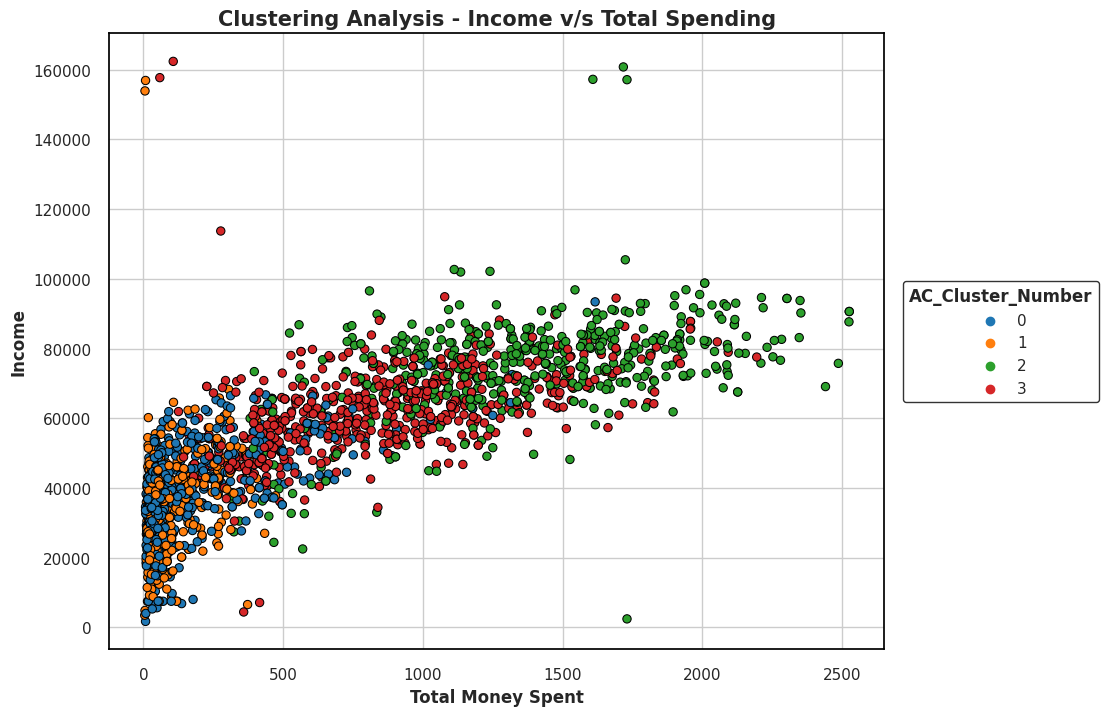 Clustering Analysis - Income v/s Total Spending
160000
140000
120000
100000
80000
60000
40000
20000
0
Income
0 500 1000 1500 2000 2500
Total Money Spent
AC_Cluster_Number
0
1
2
3